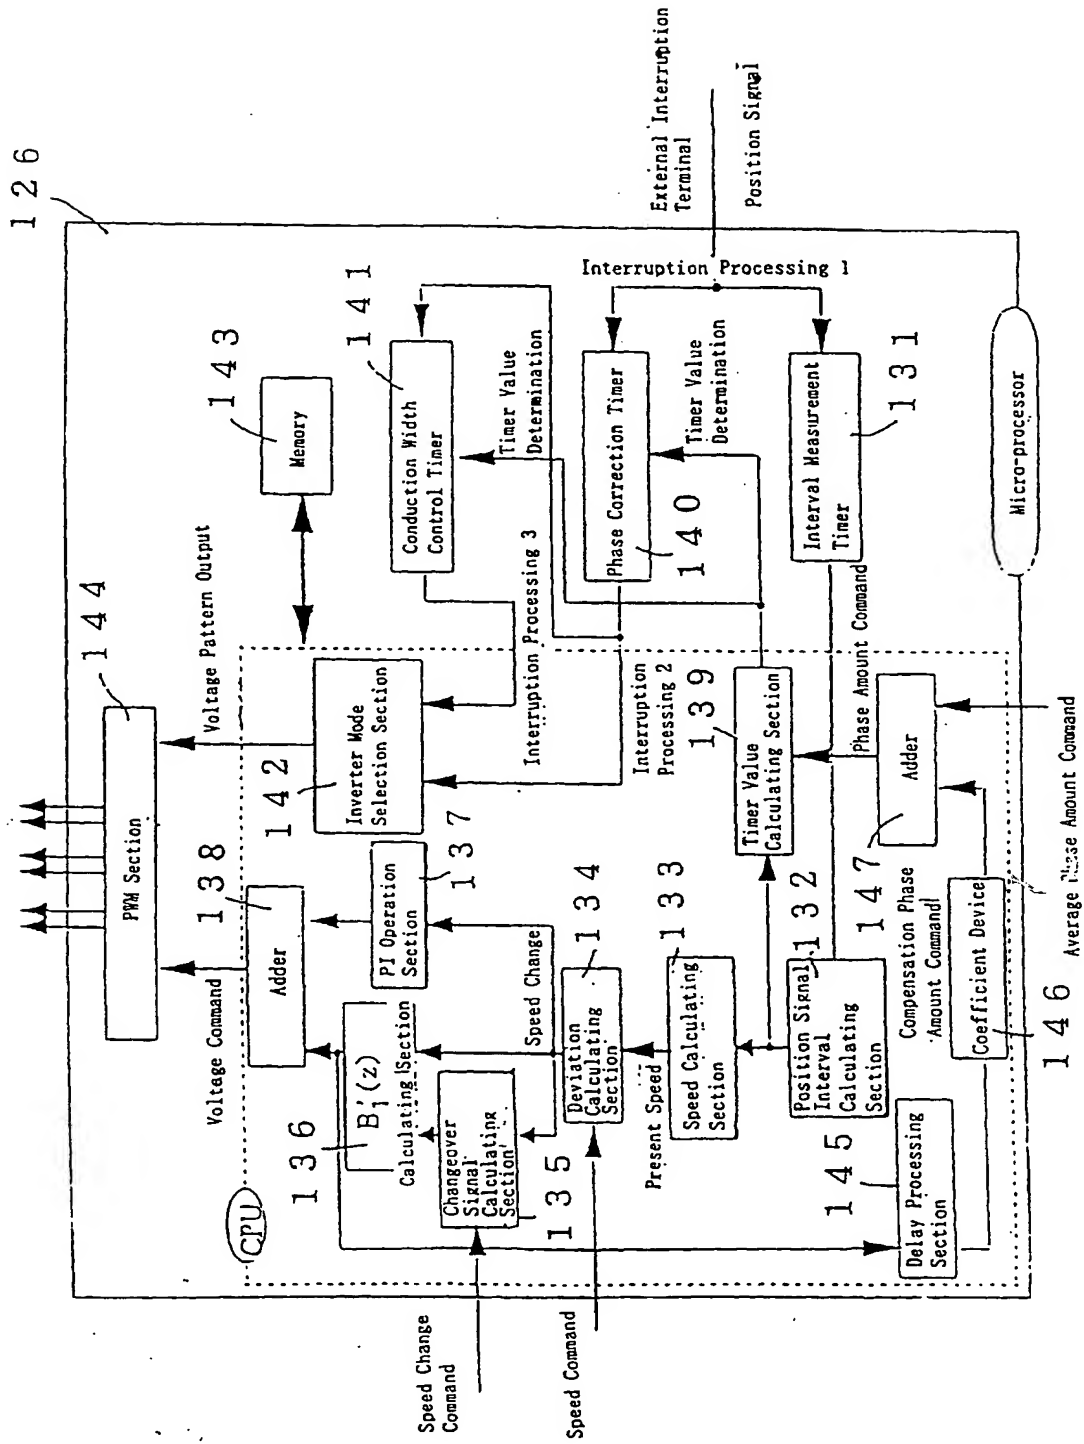 126
144
PWM Section
Voltage Command
Voltage Pattern Output
143
Memory
CPU
138
Adder
136
B₁'(z)
Calculating Section
PI Operation
Section
137
142
Inverter Mode
Selection Section
141
Conduction Width
Control Timer
Interruption Processing 3
Timer Value
Determination
Speed Change
Command
Changeover
Signal
Calculating
Section
135
Speed Change
Speed Command
Deviation
Calculating
Section
134
Present Speed
Speed Calculating
Section
133
Interruption
Processing 2
Phase Correction Timer
140
Timer Value
Determination
Interruption Processing 1
External Interruption
Terminal
Position Signal
139
Timer Value
Calculating Section
Position Signal
Interval
Calculating
Section
132
Interval Measurement
Timer
131
Phase Amount Command
147
Adder
Compensation Phase
Amount Command
145
Delay Processing
Section
Coefficient Device
146
Average Phase Amount Command
Micro-processor